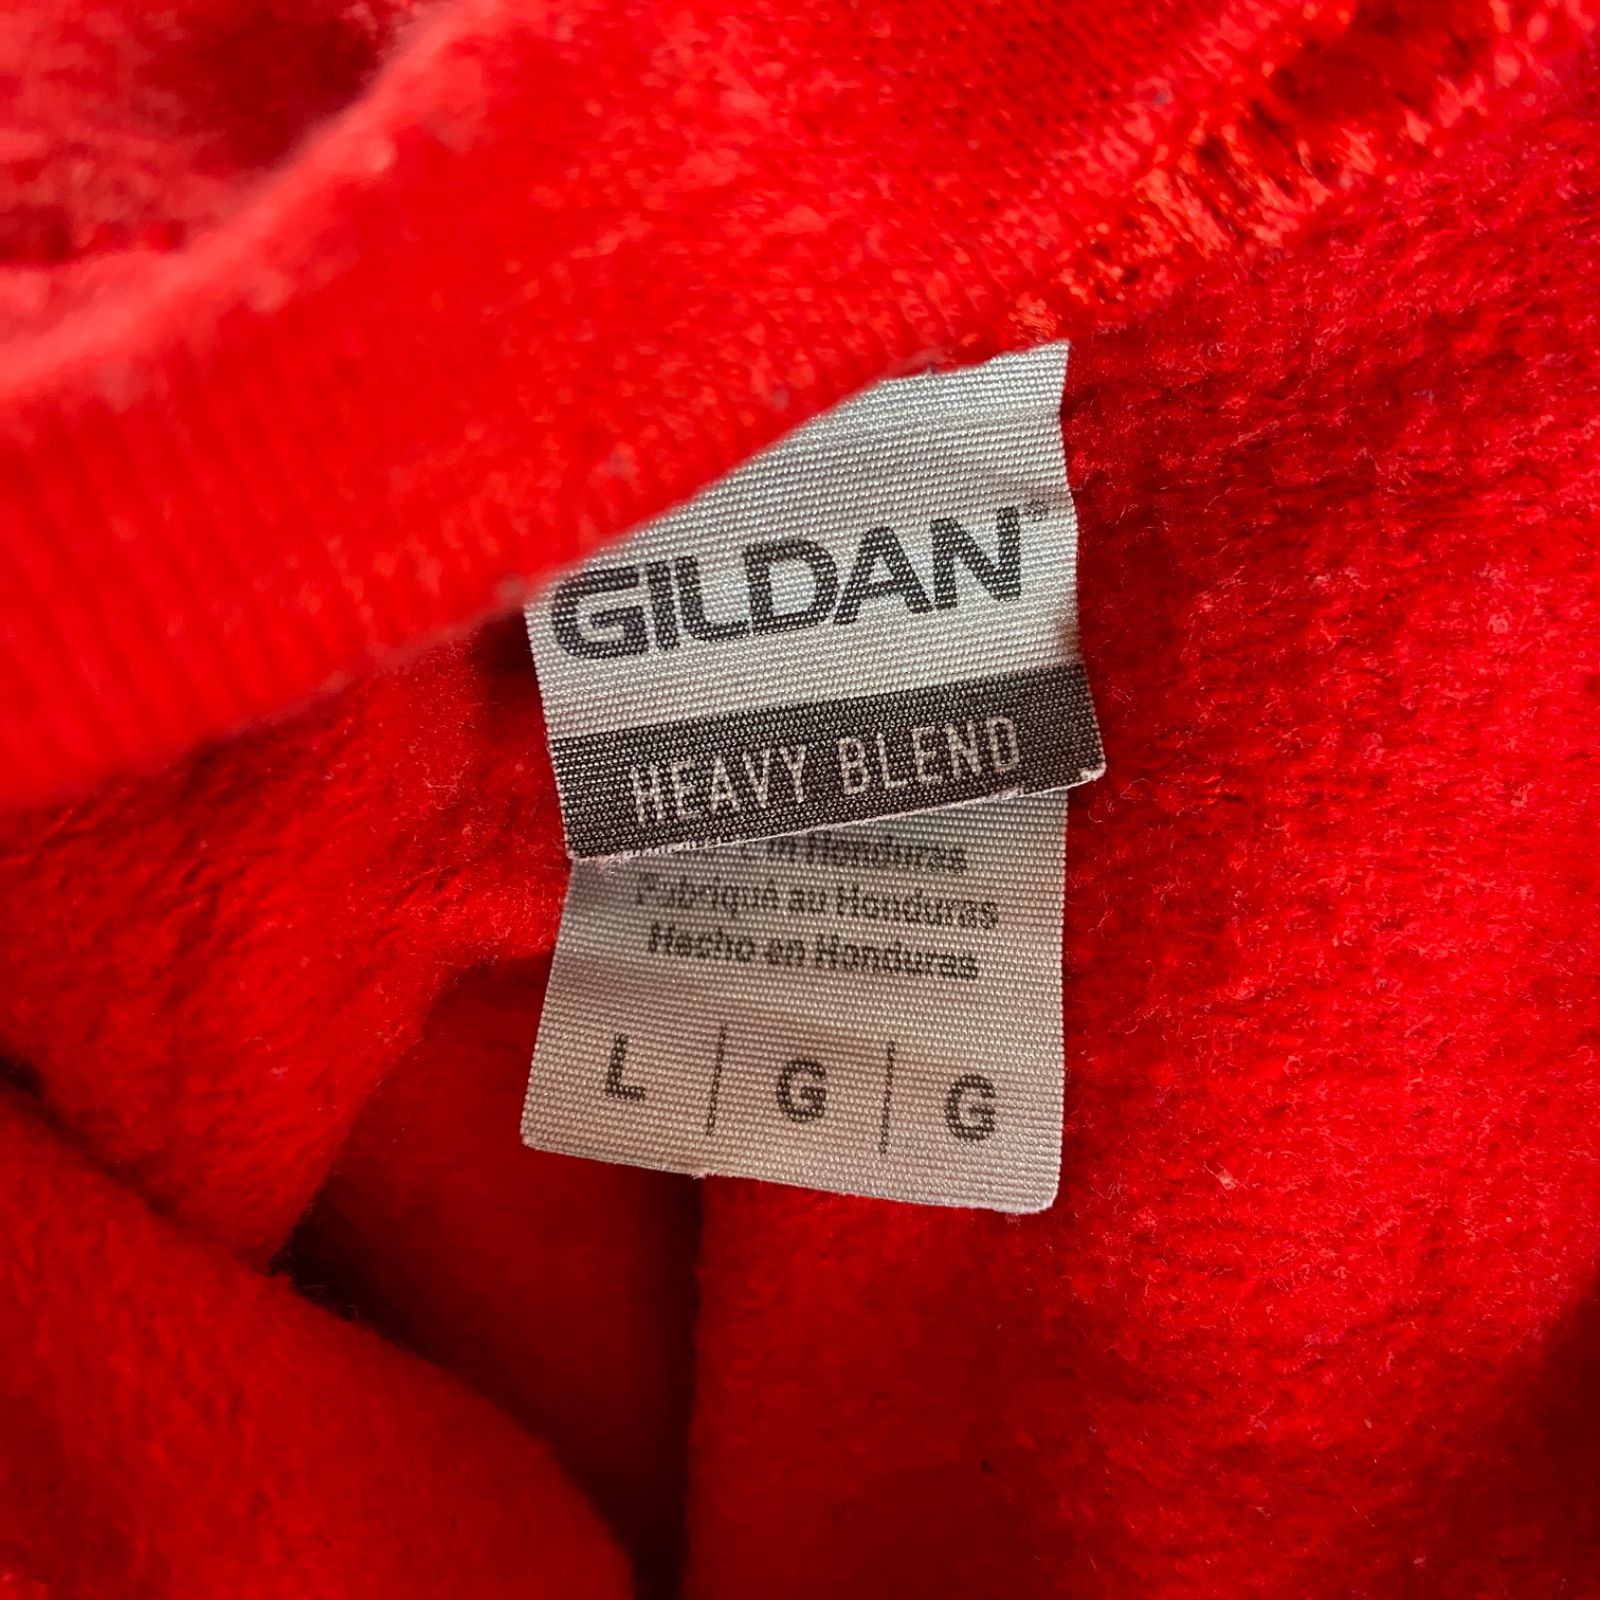 GILDAN®
HEAVY BLEND
in Honduras
Fabriqué au Honduras
Hecho en Honduras
L | G | G